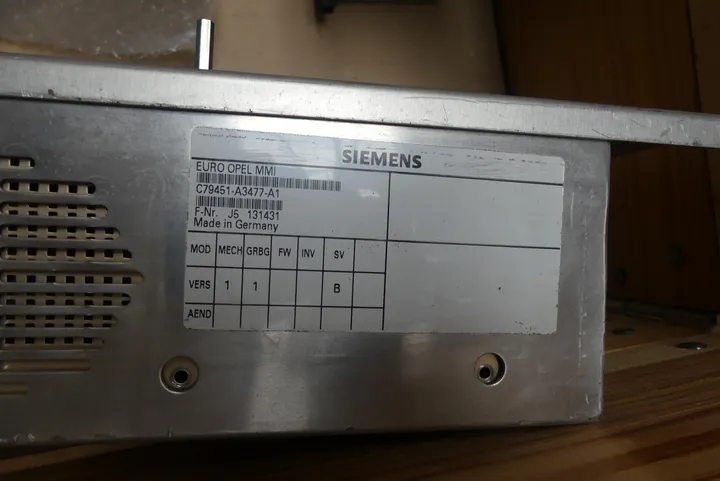 SIEMENS
EURO OPEL MMI
C79451-A3477-A1
F-Nr. J5 131431
Made in Germany
MOD MECH GRBG FW INV SV
VERS 1 1 B
AEND